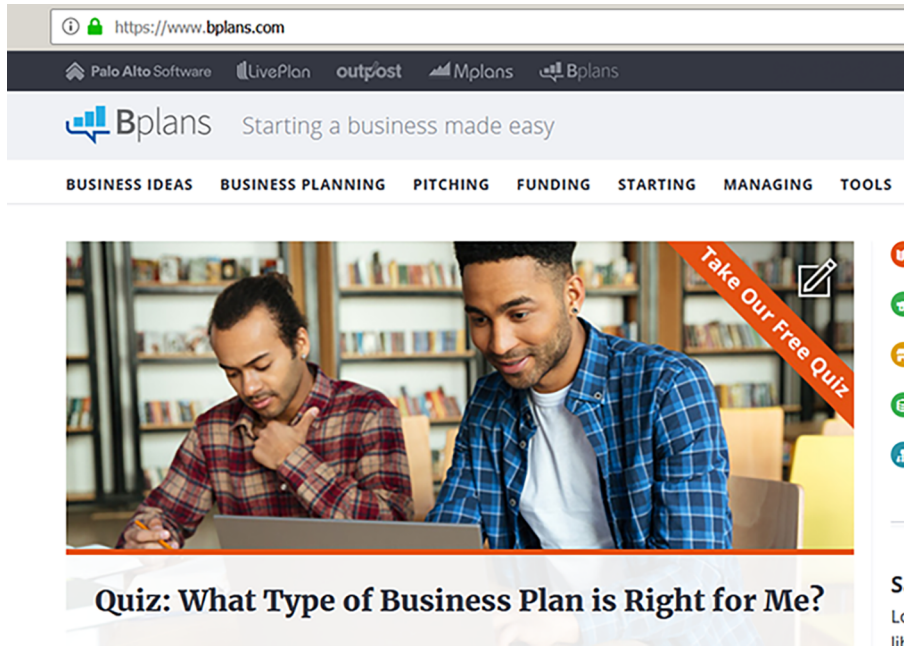 https://www.bplans.com
Palo Alto Software LivePlan outpost Mplans Bplans
Bplans Starting a business made easy
BUSINESS IDEAS BUSINESS PLANNING PITCHING FUNDING STARTING MANAGING TOOLS
Take Our Free Quiz
Quiz: What Type of Business Plan is Right for Me?